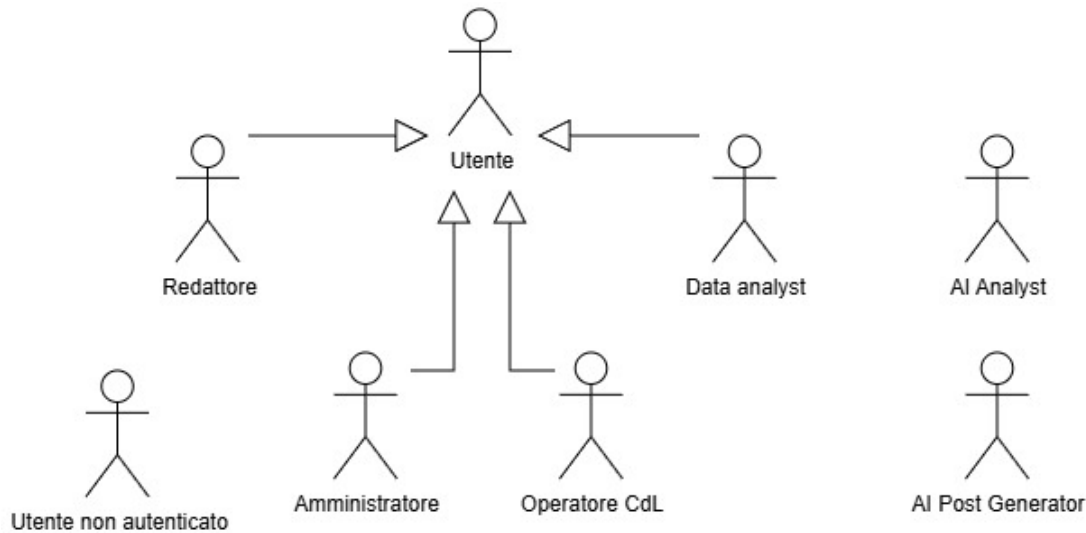 Utente
Redattore
Data analyst
AI Analyst
Utente non autenticato
Amministratore
Operatore CdL
AI Post Generator